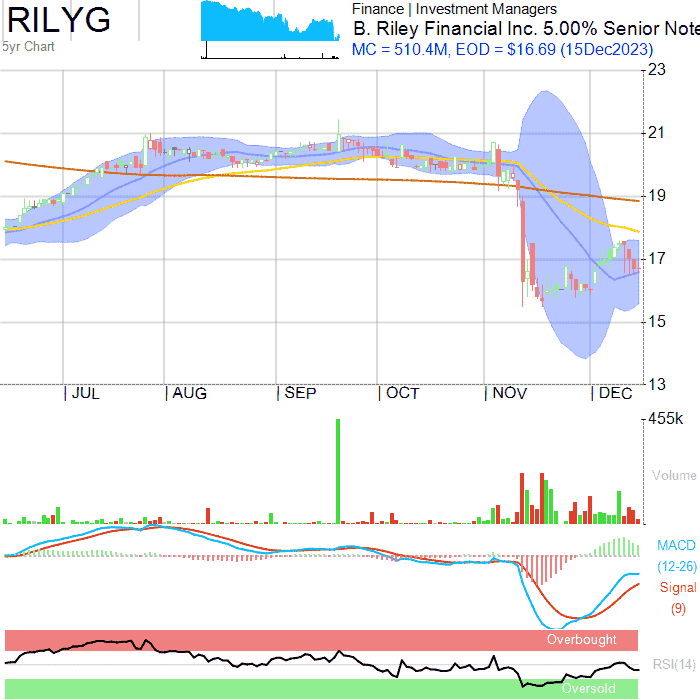 RILYG
5yr Chart
Finance | Investment Managers
B. Riley Financial Inc. 5.00% Senior Note
MC = 510.4M, EOD = $16.69 (15Dec2023)
23
21
19
17
15
13
JUL AUG SEP OCT NOV DEC
455k
Volume
MACD
(12-26)
Signal
(9)
Overbought
RSI(14)
Oversold